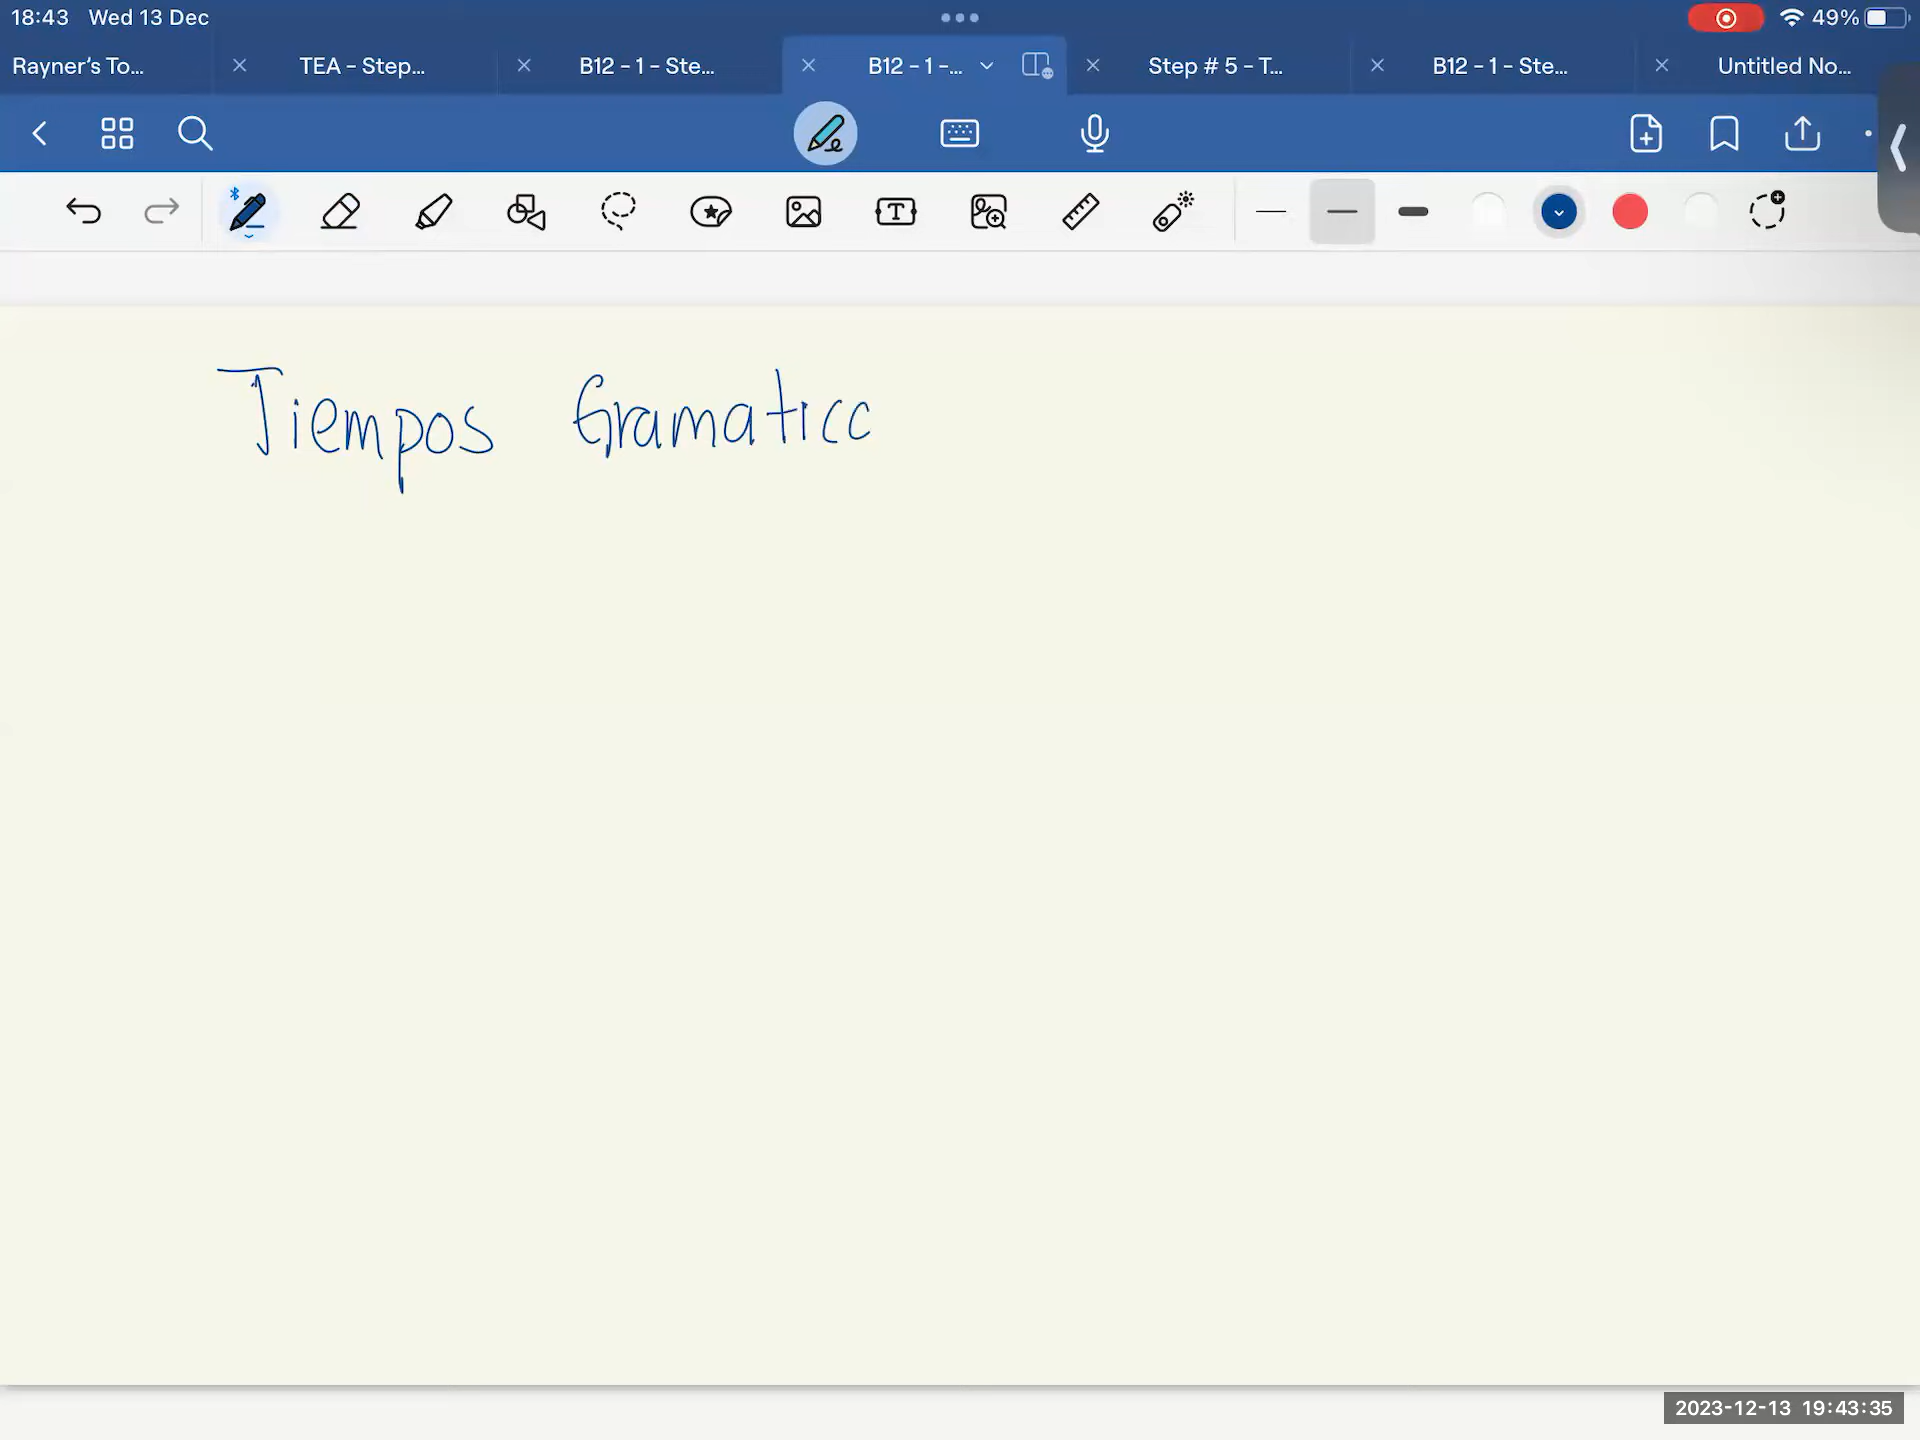 18:43 Wed 13 Dec 49%
Rayner's To... TEA - Step... B12 - 1 - Ste... B12 - 1 -... Step # 5 - T... B12 - 1 - Ste... Untitled No...
Tiempos Gramaticc
2023-12-13 19:43:35